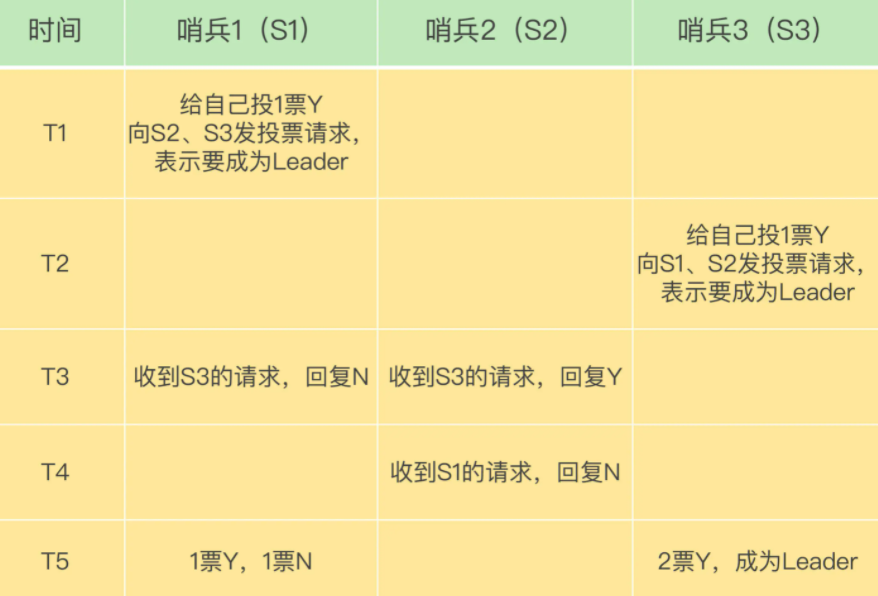 时间
哨兵1（S1）
哨兵2（S2）
哨兵3（S3）
T1
给自己投1票Y
向S2、S3发投票请求，
表示要成为Leader
T2
给自己投1票Y
向S1、S2发投票请求，
表示要成为Leader
T3
收到S3的请求，回复N
收到S3的请求，回复Y
T4
收到S1的请求，回复N
T5
1票Y，1票N
2票Y，成为Leader